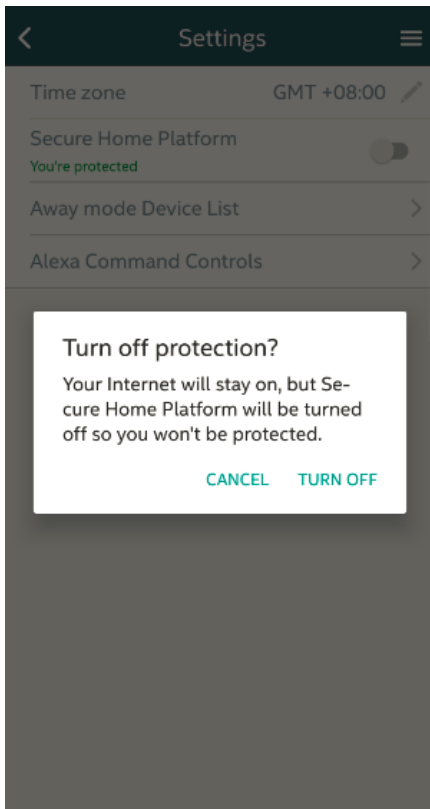 Settings
Time zone GMT +08:00
Secure Home Platform
You're protected
Away mode Device List
Alexa Command Controls
Turn off protection?
Your Internet will stay on, but Se-
cure Home Platform will be turned
off so you won't be protected.
CANCEL TURN OFF